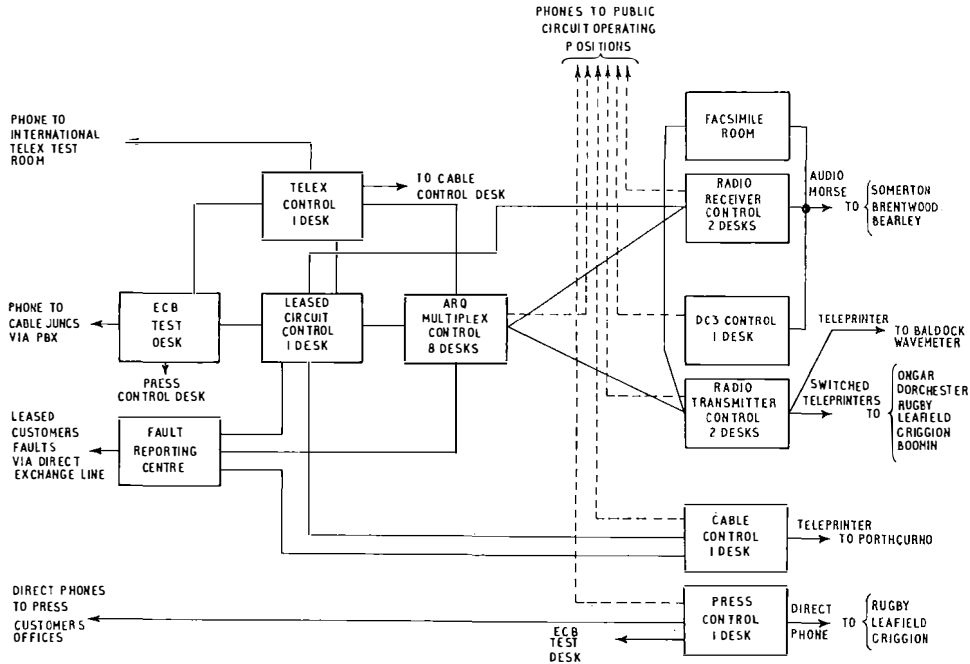 PHONES TO PUBLIC
CIRCUIT OPERATING
POSITIONS
PHONE TO
INTERNATIONAL
TELEX TEST
ROOM
TELEX
CONTROL
1 DESK
TO CABLE
CONTROL DESK
FACSIMILE
ROOM
RADIO
RECEIVER
CONTROL
2 DESKS
AUDIO
MORSE
TO
SOMERTON
BRENTWOOD
BEARLEY
PHONE TO
CABLE JUNCS
VIA PBX
ECB
TEST
DESK
PRESS
CONTROL DESK
LEASED
CIRCUIT
CONTROL
1 DESK
ARQ
MULTIPLEX
CONTROL
8 DESKS
DC3 CONTROL
1 DESK
TELEPRINTER
TO BALDOCK
WAVEMETER
RADIO
TRANSMITTER
CONTROL
2 DESKS
SWITCHED
TELEPRINTERS
TO
ONGAR
DORCHESTER
RUGBY
LEAFIELD
CRIGGION
BODMIN
LEASED
CUSTOMERS
FAULTS
VIA DIRECT
EXCHANGE LINE
FAULT
REPORTING
CENTRE
CABLE
CONTROL
1 DESK
TELEPRINTER
TO PORTHCURNO
DIRECT PHONES
TO PRESS
CUSTOMERS
OFFICES
ECB
TEST
DESK
PRESS
CONTROL
1 DESK
DIRECT
PHONE
TO
RUGBY
LEAFIELD
CRIGGION